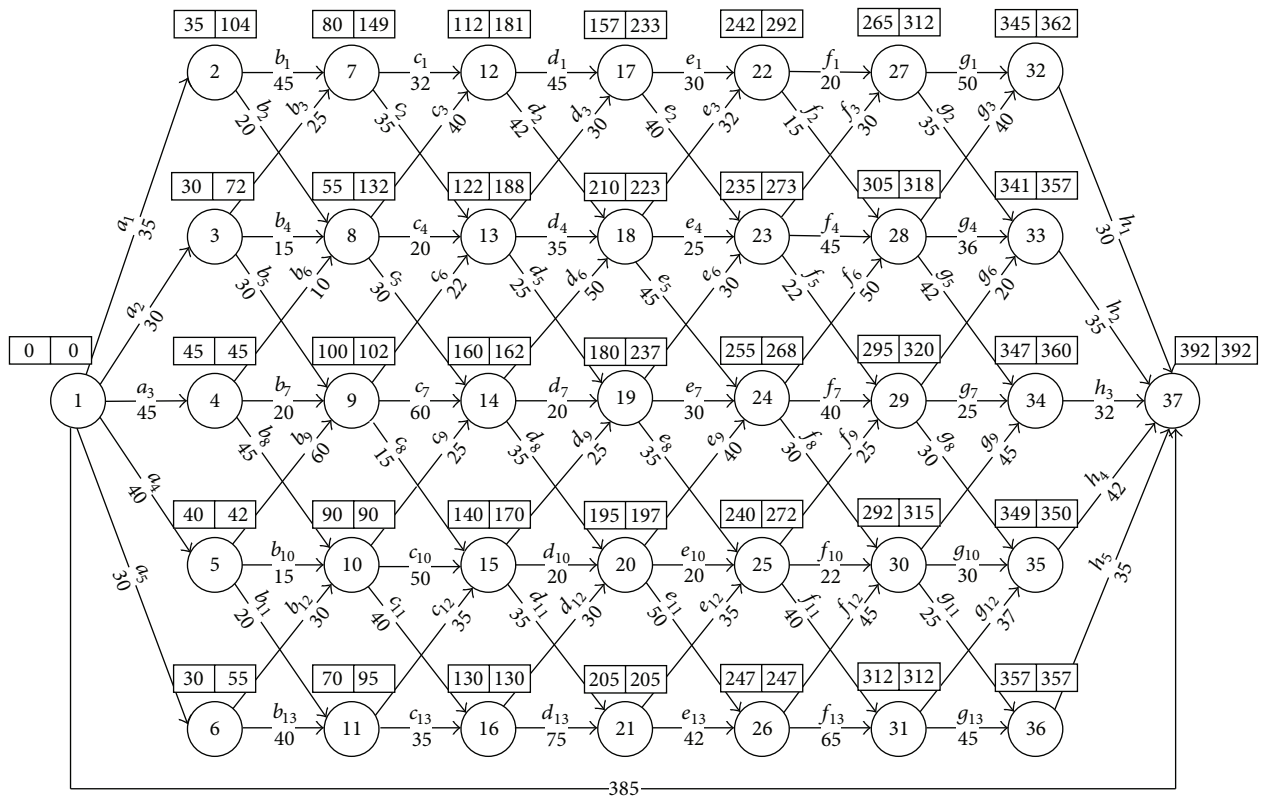 35 104 80 149 112 181 157 233 242 292 265 312 345 362
2 b1 45 7 c1 32 12 d1 45 17 e1 30 22 f1 20 27 g1 50 32
b2 20 b3 25 c2 35 c3 40 d2 42 d3 30 e2 40 e3 32 f2 15 f3 30 g2 35 g3 40
30 72 55 132 122 188 210 223 235 273 305 318 341 357
a1 35 3 b4 15 8 c4 20 13 d4 35 18 e4 25 23 f4 45 28 g4 36 33 h1 30
a2 30 b5 30 b6 10 c5 30 c6 22 d5 25 d6 50 e5 45 e6 30 f5 22 f6 50 g5 42 g6 20 h2 35
0 0 45 45 100 102 160 162 180 237 255 268 295 320 347 360 392 392
1 a3 45 4 b7 20 9 c7 60 14 d7 20 19 e7 30 24 f7 40 29 g7 25 34 h3 32 37
a4 40 b8 45 b9 60 c8 15 c9 25 d8 35 d9 25 e8 35 e9 40 f8 30 f9 25 g8 30 g9 45 h4 42
40 42 90 90 140 170 195 197 240 272 292 315 349 350
a5 30 5 b10 15 10 c10 50 15 d10 20 20 e10 20 25 f10 22 30 g10 30 35 h5 35
b11 20 b12 30 c11 40 c12 35 d11 35 d12 30 e11 50 e12 35 f11 40 f12 45 g11 25 g12 37
30 55 70 95 130 130 205 205 247 247 312 312 357 357
6 b13 40 11 c13 35 16 d13 75 21 e13 42 26 f13 65 31 g13 45 36
385